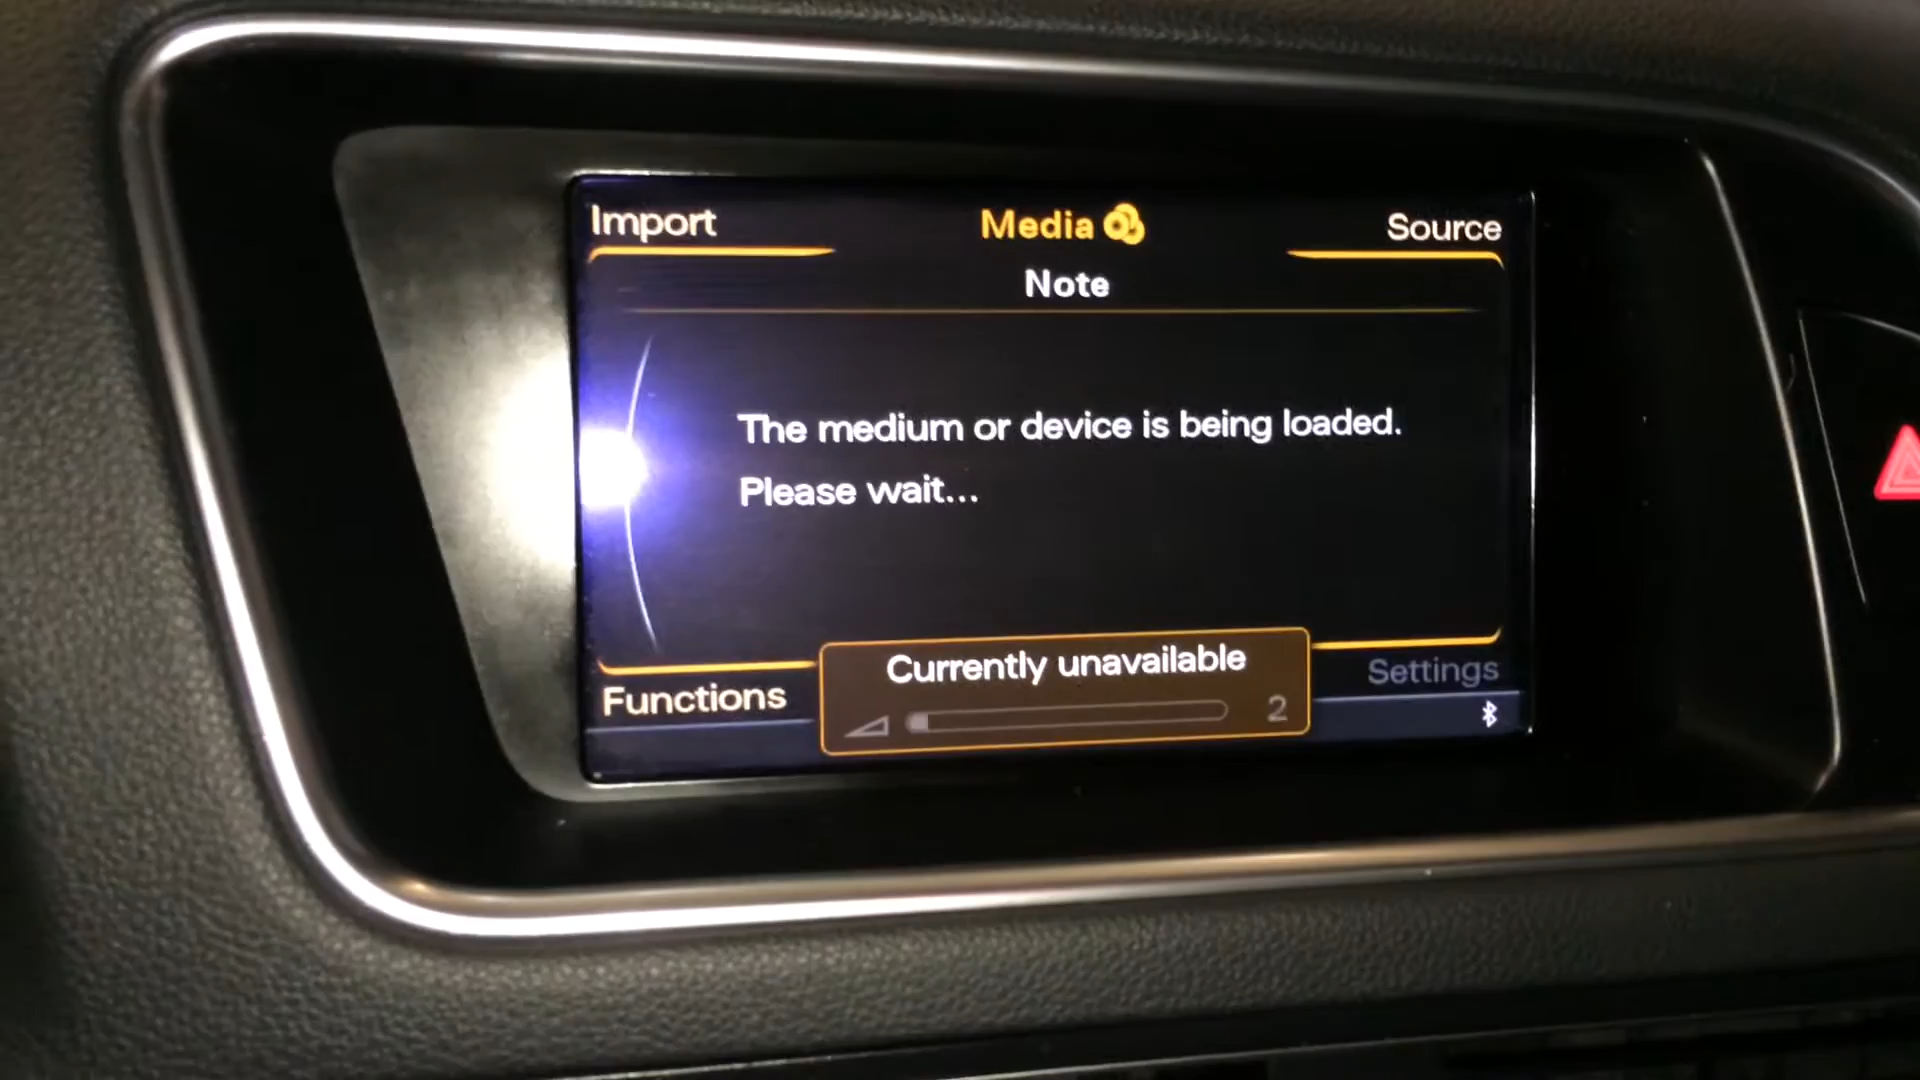 Import
Media
Source
Note
The medium or device is being loaded.
Please wait...
Currently unavailable
2
Functions
Settings